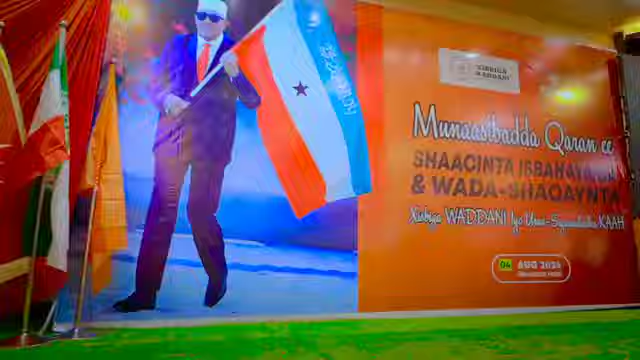 XISBIGA
WADDANI
Munaasibadda Qaran ee
SHAACINTA ISBAHAYSIGA
& WADA-SHAQAYNTA
Xisbiga WADDANI Iyo Urur-Siyaasadeedka KAAH
04 AUG 2024